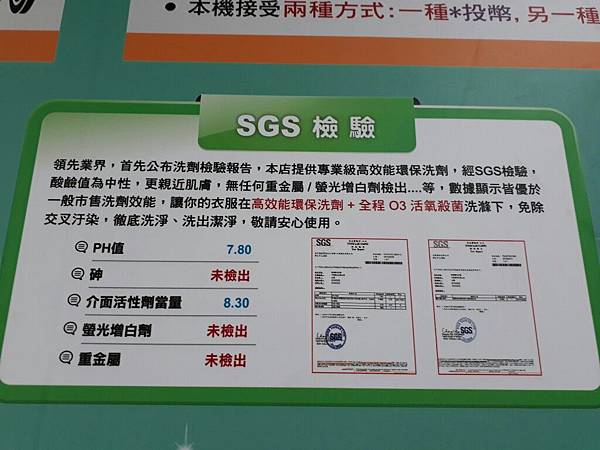 • 本機接受兩種方式:一種*投幣, 另一種
SGS 檢驗
領先業界，首先公布洗劑檢驗報告，本店提供專業級高效能環保洗劑，經SGS檢驗，
酸鹼值為中性，更親近肌膚，無任何重金屬 / 螢光增白劑檢出....等，數據顯示皆優於
一般市售洗劑效能，讓你的衣服在高效能環保洗劑 + 全程 O3 活氧殺菌洗滌下，免除
交叉汙染，徹底洗淨、洗出潔淨，敬請安心使用。
PH值 7.80
砷 未檢出
介面活性劑當量 8.30
螢光增白劑 未檢出
重金屬 未檢出
SGS
SGS
SGS
SGS